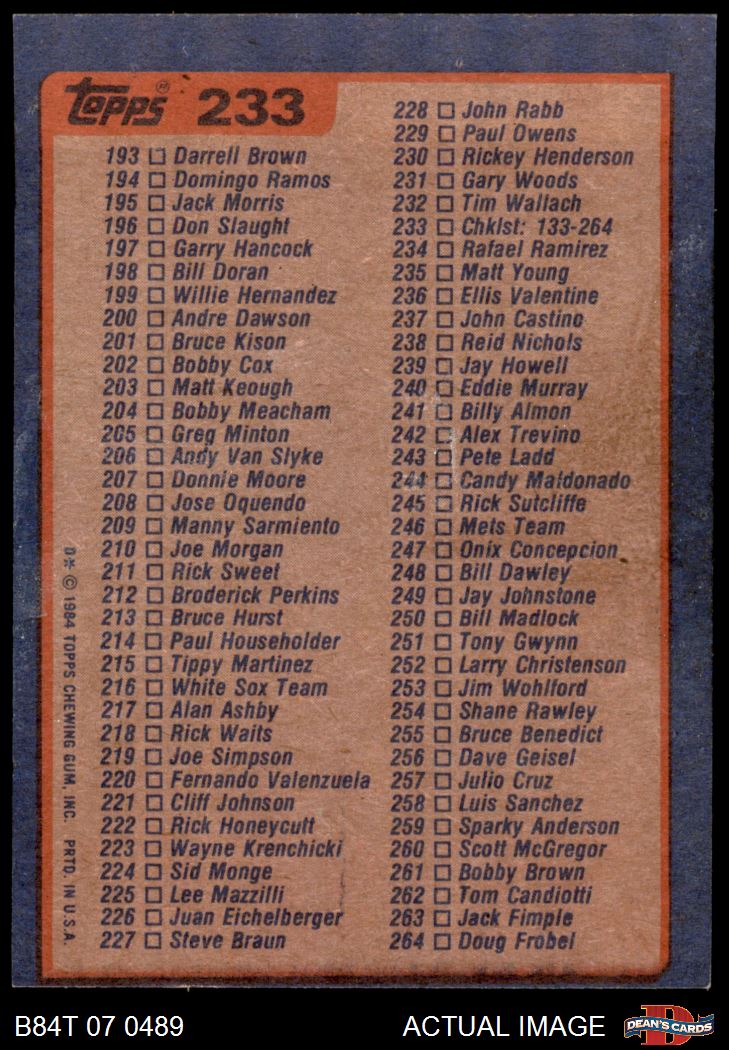 Topps® 233
193 □ Darrell Brown
194 □ Domingo Ramos
195 □ Jack Morris
196 □ Don Slaught
197 □ Garry Hancock
198 □ Bill Doran
199 □ Willie Hernandez
200 □ Andre Dawson
201 □ Bruce Kison
202 □ Bobby Cox
203 □ Matt Keough
204 □ Bobby Meacham
205 □ Greg Minton
206 □ Andy Van Slyke
207 □ Donnie Moore
208 □ Jose Oquendo
209 □ Manny Sarmiento
210 □ Joe Morgan
211 □ Rick Sweet
212 □ Broderick Perkins
213 □ Bruce Hurst
214 □ Paul Householder
215 □ Tippy Martinez
216 □ White Sox Team
217 □ Alan Ashby
218 □ Rick Waits
219 □ Joe Simpson
220 □ Fernando Valenzuela
221 □ Cliff Johnson
222 □ Rick Honeycutt
223 □ Wayne Krenchicki
224 □ Sid Monge
225 □ Lee Mazzilli
226 □ Juan Eichelberger
227 □ Steve Braun
228 □ John Rabb
229 □ Paul Owens
230 □ Rickey Henderson
231 □ Gary Woods
232 □ Tim Wallach
233 □ Chklst: 133-264
234 □ Rafael Ramirez
235 □ Matt Young
236 □ Ellis Valentine
237 □ John Castino
238 □ Reid Nichols
239 □ Jay Howell
240 □ Eddie Murray
241 □ Billy Almon
242 □ Alex Trevino
243 □ Pete Ladd
244 □ Candy Maldonado
245 □ Rick Sutcliffe
246 □ Mets Team
247 □ Onix Concepcion
248 □ Bill Dawley
249 □ Jay Johnstone
250 □ Bill Madlock
251 □ Tony Gwynn
252 □ Larry Christenson
253 □ Jim Wohlford
254 □ Shane Rawley
255 □ Bruce Benedict
256 □ Dave Geisel
257 □ Julio Cruz
258 □ Luis Sanchez
259 □ Sparky Anderson
260 □ Scott McGregor
261 □ Bobby Brown
262 □ Tom Candiotti
263 □ Jack Fimple
264 □ Doug Frobel
D* © 1984 TOPPS CHEWING GUM, INC. PRTD. IN U.S.A.
B84T 07 0489
ACTUAL IMAGE
D
DEAN'S CARDS